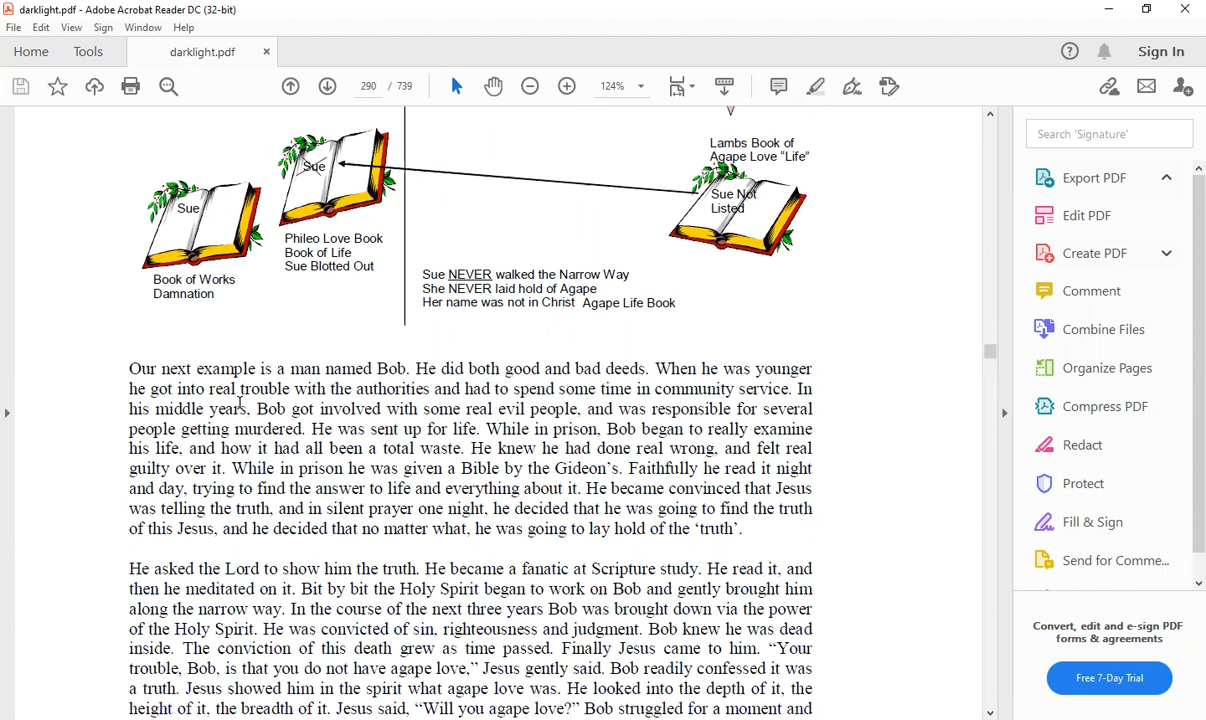 darklight.pdf - Adobe Acrobat Reader DC (32-bit)
File Edit View Sign Window Help
Home Tools darklight.pdf × Sign In
290 / 739 124%
Sue
Sue
Phileo Love Book
Book of Life
Sue Blotted Out
Book of Works
Damnation
Lambs Book of
Agape Love “Life”
Sue Not
Listed
Sue NEVER walked the Narrow Way
She NEVER laid hold of Agape
Her name was not in Christ Agape Life Book
Our next example is a man named Bob. He did both good and bad deeds. When he was younger
he got into real trouble with the authorities and had to spend some time in community service. In
his middle years, Bob got involved with some real evil people, and was responsible for several
people getting murdered. He was sent up for life. While in prison, Bob began to really examine
his life, and how it had all been a total waste. He knew he had done real wrong, and felt real
guilty over it. While in prison he was given a Bible by the Gideon’s. Faithfully he read it night
and day, trying to find the answer to life and everything about it. He became convinced that Jesus
was telling the truth, and in silent prayer one night, he decided that he was going to find the truth
of this Jesus, and he decided that no matter what, he was going to lay hold of the ‘truth’.
He asked the Lord to show him the truth. He became a fanatic at Scripture study. He read it, and
then he meditated on it. Bit by bit the Holy Spirit began to work on Bob and gently brought him
along the narrow way. In the course of the next three years Bob was brought down via the power
of the Holy Spirit. He was convicted of sin, righteousness and judgment. Bob knew he was dead
inside. The conviction of this death grew as time passed. Finally Jesus came to him. “Your
trouble, Bob, is that you do not have agape love,” Jesus gently said. Bob readily confessed it was
a truth. Jesus showed him in the spirit what agape love was. He looked into the depth of it, the
height of it, the breadth of it. Jesus said, “Will you agape love?” Bob struggled for a moment and
Search 'Signature'
Export PDF
Edit PDF
Create PDF
Comment
Combine Files
Organize Pages
Compress PDF
Redact
Protect
Fill & Sign
Send for Comme...
Convert, edit and e-sign PDF
forms & agreements
Free 7-Day Trial